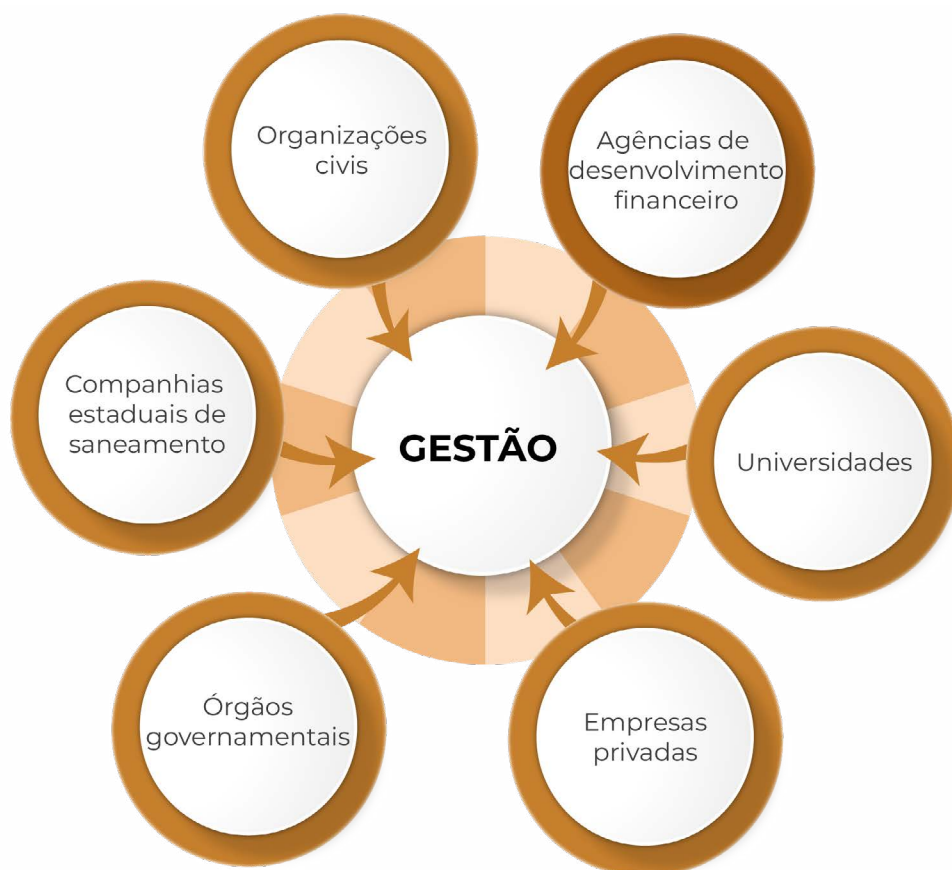 Organizações
civis
Agências de
desenvolvimento
financeiro
Companhias
estaduais de
saneamento
GESTÃO
Universidades
Órgãos
governamentais
Empresas
privadas